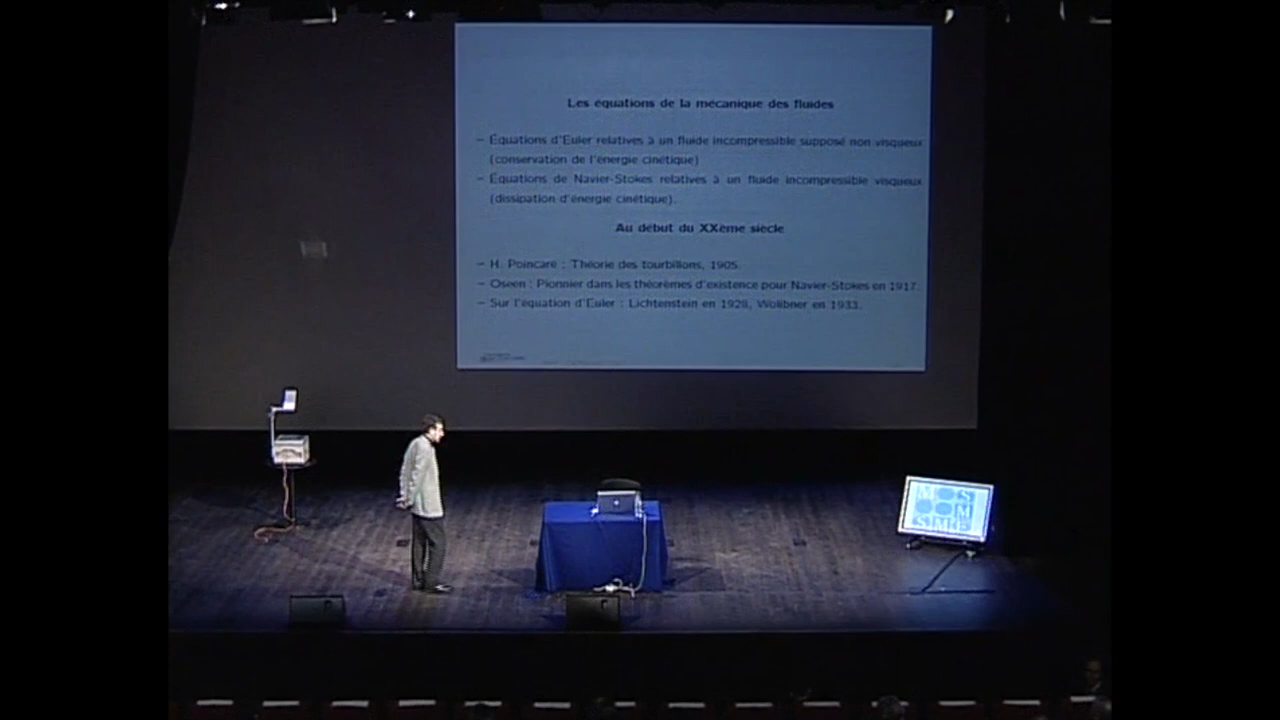 Les équations de la mécanique des fluides
– Équations d'Euler relatives à un fluide incompressible supposé non visqueux
(conservation de l'énergie cinétique)
– Équations de Navier-Stokes relatives à un fluide incompressible visqueux
(dissipation d'énergie cinétique).
Au début du XXème siècle
– H. Poincaré : Théorie des tourbillons, 1905.
– Oseen : Pionnier dans les théorèmes d'existence pour Navier-Stokes en 1917.
– Sur l'équation d'Euler : Lichtenstein en 1928, Wolibner en 1933.
M S
M
S M E